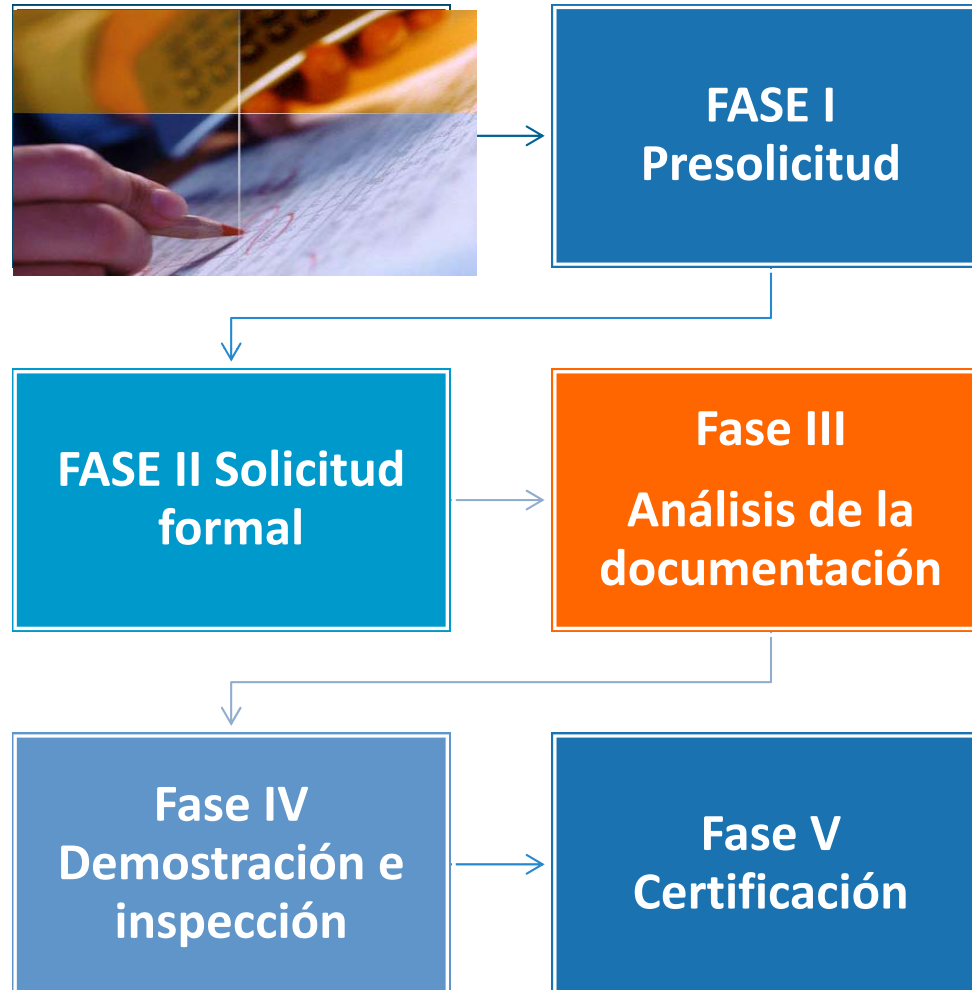 FASE I
Presolicitud
FASE II Solicitud
formal
Fase III
Análisis de la
documentación
Fase IV
Demostración e
inspección
Fase V
Certificación